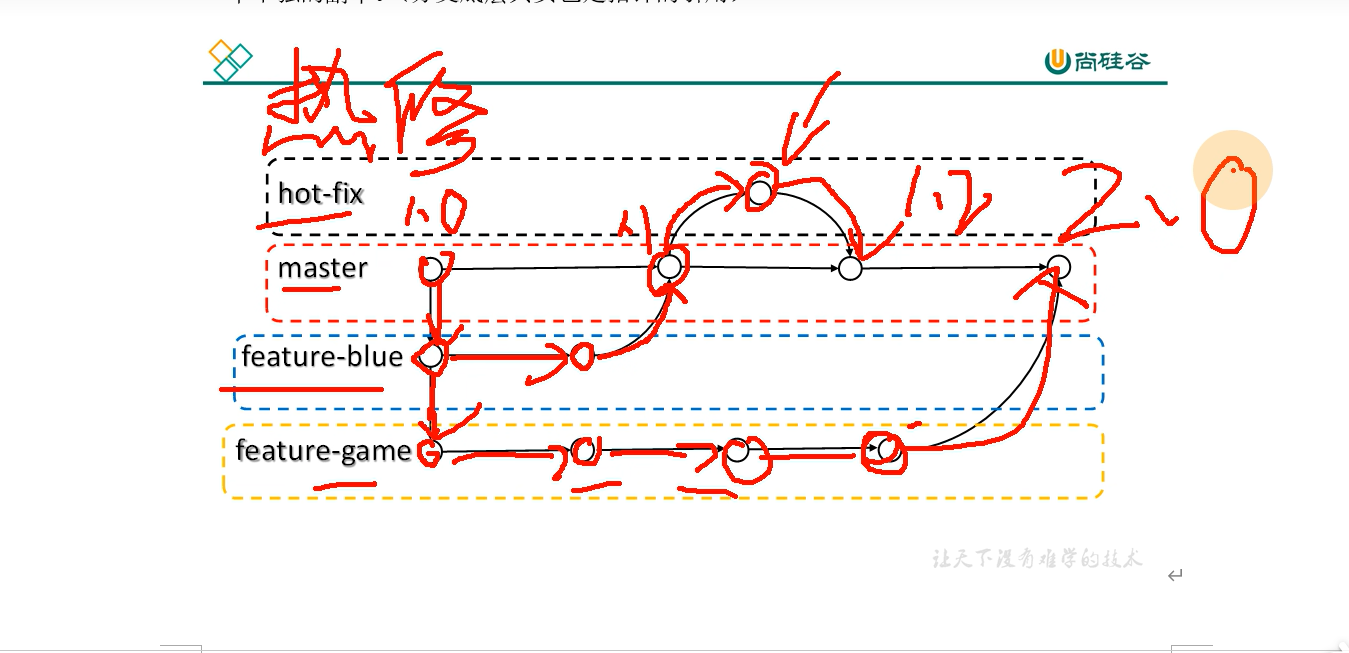 尚硅谷
热修
hot-fix
1.0
1.1
1.2
2.0
master
feature-blue
feature-game
让天下没有难学的技术